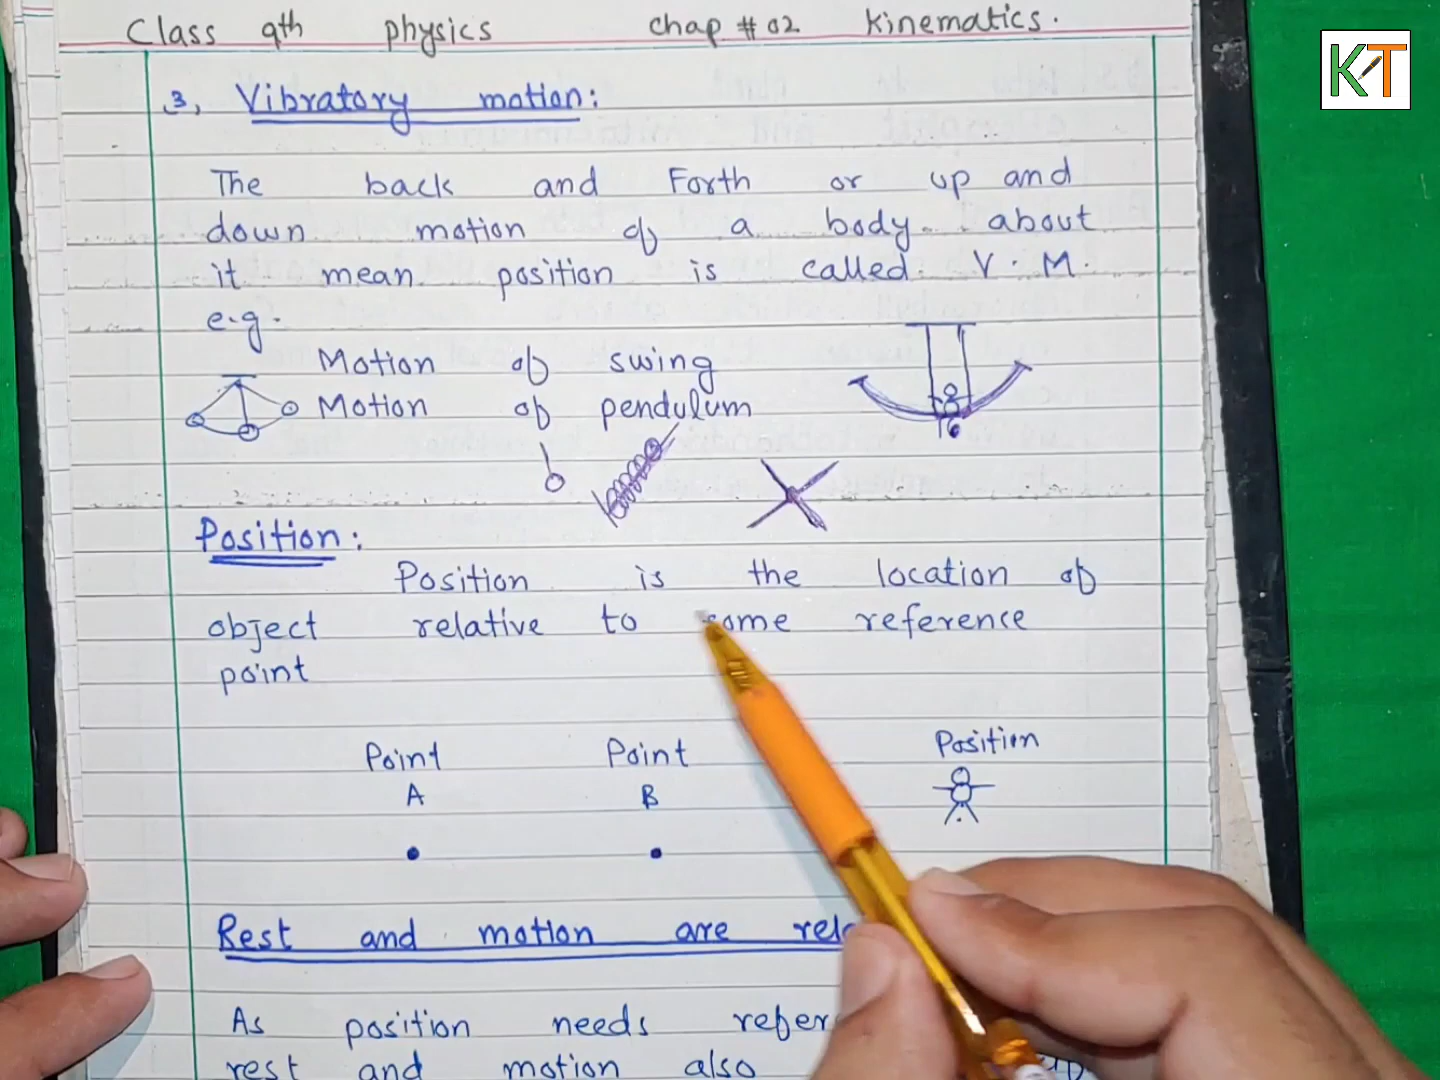 Class 9th physics chap # 02 Kinematics.
KT
3, Vibratory motion:
The back and Forth or up and
down motion of a body about
it mean position is called V.M.
e.g.
Motion of swing
Motion of pendulum
Position:
Position is the location of
object relative to some reference
point
Point Point Position
A B
Rest and motion are
As position needs
rest and motion also